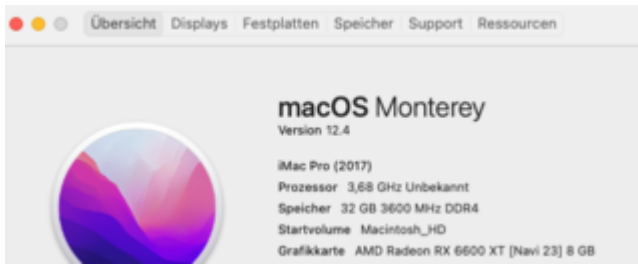 Übersicht Displays Festplatten Speicher Support Ressourcen
macOS Monterey
Version 12.4
iMac Pro (2017)
Prozessor 3,68 GHz Unbekannt
Speicher 32 GB 3600 MHz DDR4
Startvolume Macintosh_HD
Grafikkarte AMD Radeon RX 6600 XT [Navi 23] 8 GB